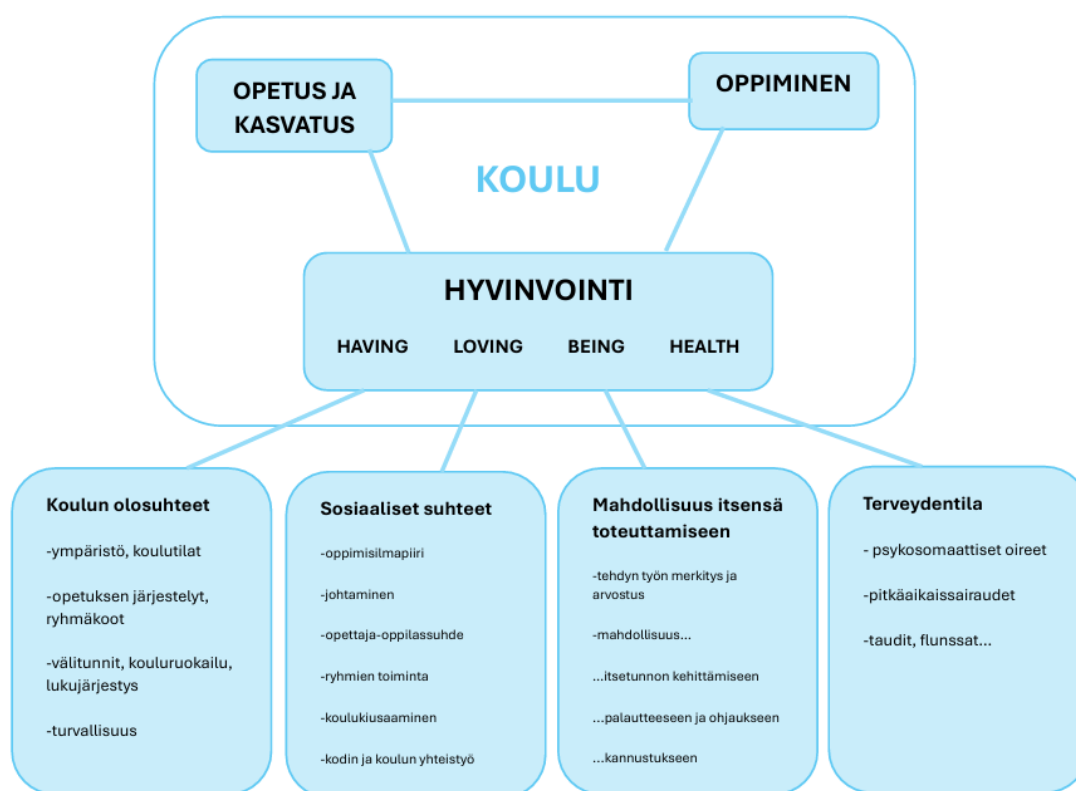 OPETUS JA
KASVATUS
OPPIMINEN
KOULU
HYVINVOINTI
HAVING LOVING BEING HEALTH
Koulun olosuhteet
-ympäristö, koulutilat
-opetuksen järjestelyt,
ryhmäkoot
-välitunnit, kouluruokailu,
lukujärjestys
-turvallisuus
Sosiaaliset suhteet
-oppimisilmapiiri
-johtaminen
-opettaja-oppilassuhde
-ryhmien toiminta
-koulukiusaaminen
-kodin ja koulun yhteistyö
Mahdollisuus itsensä
toteuttamiseen
-tehdyn työn merkitys ja
arvostus
-mahdollisuus...
...itsetunnon kehittämiseen
...palautteeseen ja ohjaukseen
...kannustukseen
Terveydentila
- psykosomaattiset oireet
-pitkäaikaissairaudet
-taudit, flunssat...